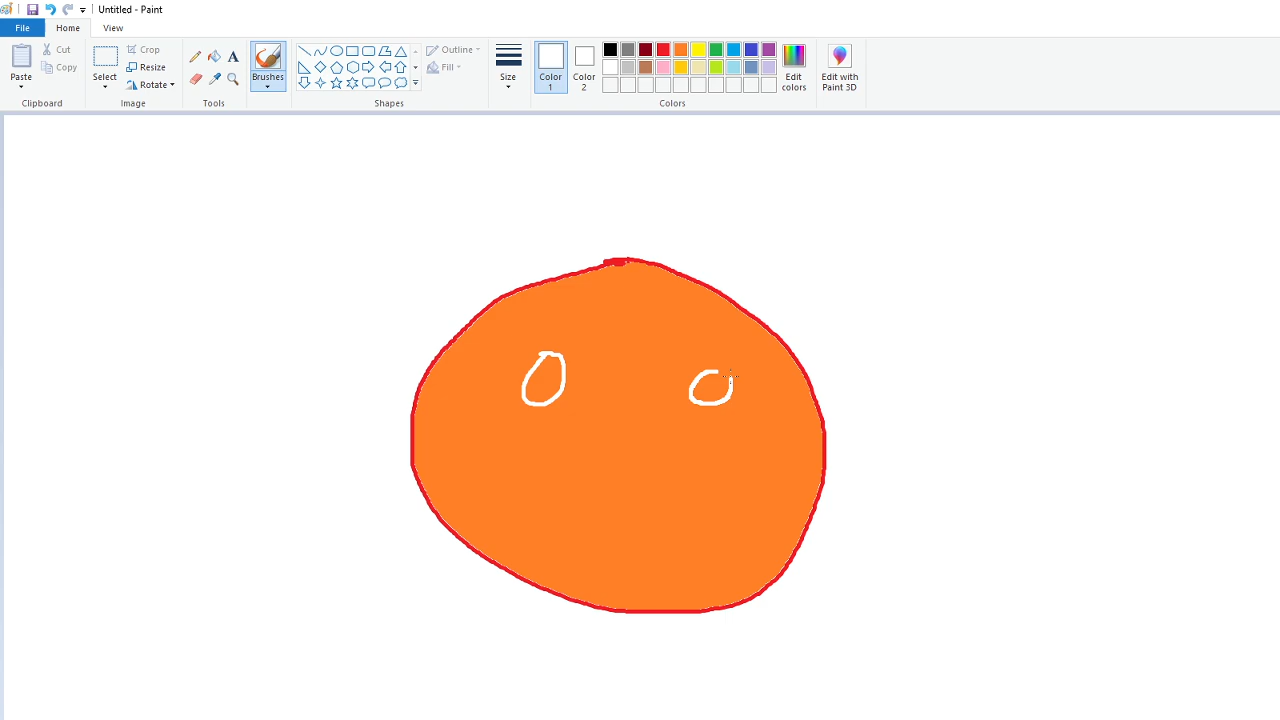 Untitled - Paint
File Home View
Paste
Cut
Copy
Clipboard
Select
Crop
Resize
Rotate
Image
A
Tools
Brushes
Outline
Fill
Shapes
Size
Color 1
Color 2
Edit colors
Colors
Edit with Paint 3D